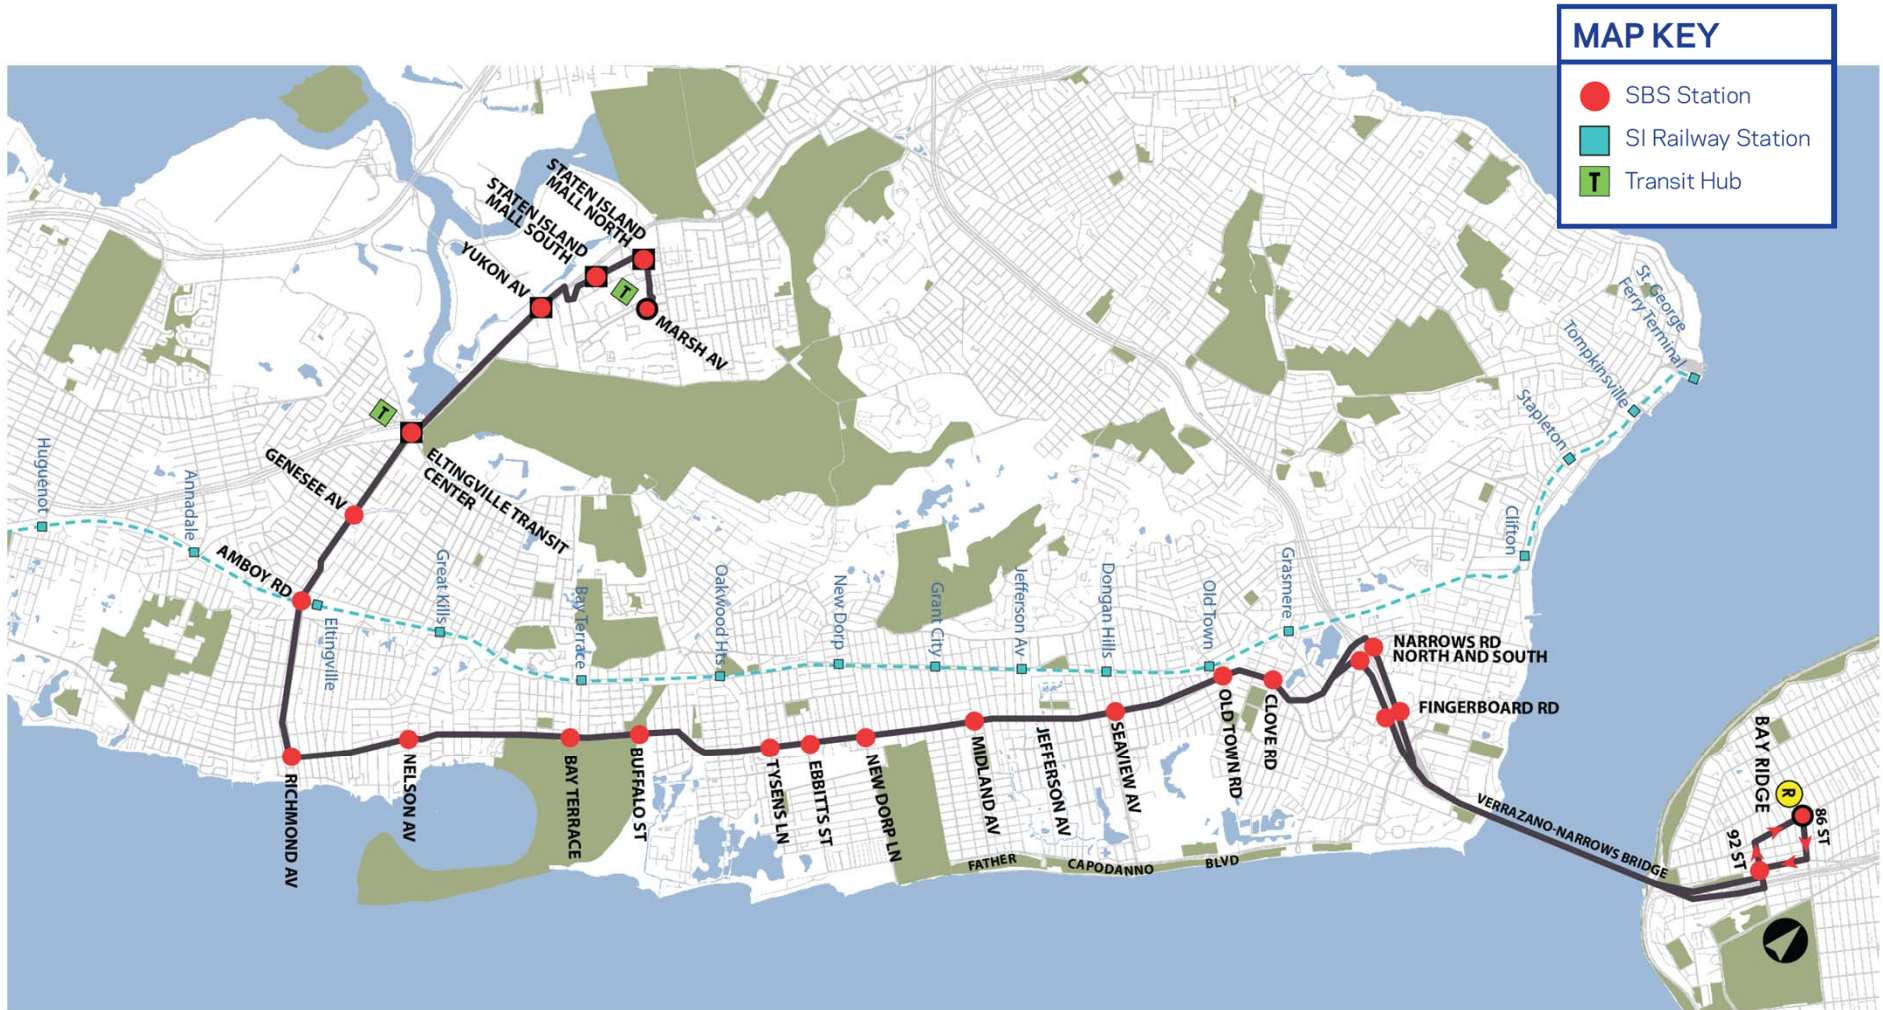 MAP KEY
SBS Station
SI Railway Station
T
Transit Hub
STATEN ISLAND
MALL NORTH
STATEN ISLAND
MALL SOUTH
YUKON AV
T
MARSH AV
T
ELTINGVILLE TRANSIT
CENTER
GENESEE AV
AMBOY RD
RICHMOND AV
NELSON AV
BAY TERRACE
BUFFALO ST
TYSENS LN
EBBITTS ST
NEW DORP LN
MIDLAND AV
JEFFERSON AV
SEAVIEW AV
OLD TOWN RD
CLOVE RD
NARROWS RD
NORTH AND SOUTH
FINGERBOARD RD
VERRAZANO-NARROWS BRIDGE
FATHER
CAPODANNO
BLVD
BAY RIDGE
R
86 ST
92 ST
Huguenot
Annadale
Eltingville
Great Kills
Bay Terrace
Oakwood Hts
New Dorp
Grant City
Jefferson Av
Dongan Hills
Old Town
Grasmere
Clifton
Stapleton
Tompkinsville
St. George
Ferry Terminal